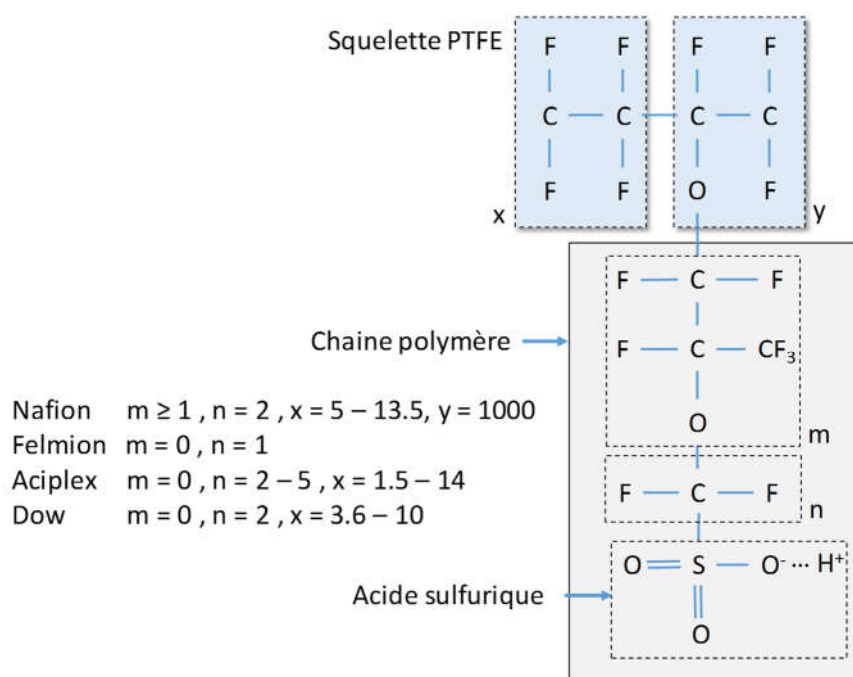 Squelette PTFE
F F F F
C C C C
F F O F
x y
F C F
Chaine polymère
F C CF₃
Nafion m ≥ 1 , n = 2 , x = 5 – 13.5, y = 1000
O
m
Felmion m = 0 , n = 1
Aciplex m = 0 , n = 2 – 5 , x = 1.5 – 14
F C F
n
Dow m = 0 , n = 2 , x = 3.6 – 10
O S O⁻ ··· H⁺
Acide sulfurique
O